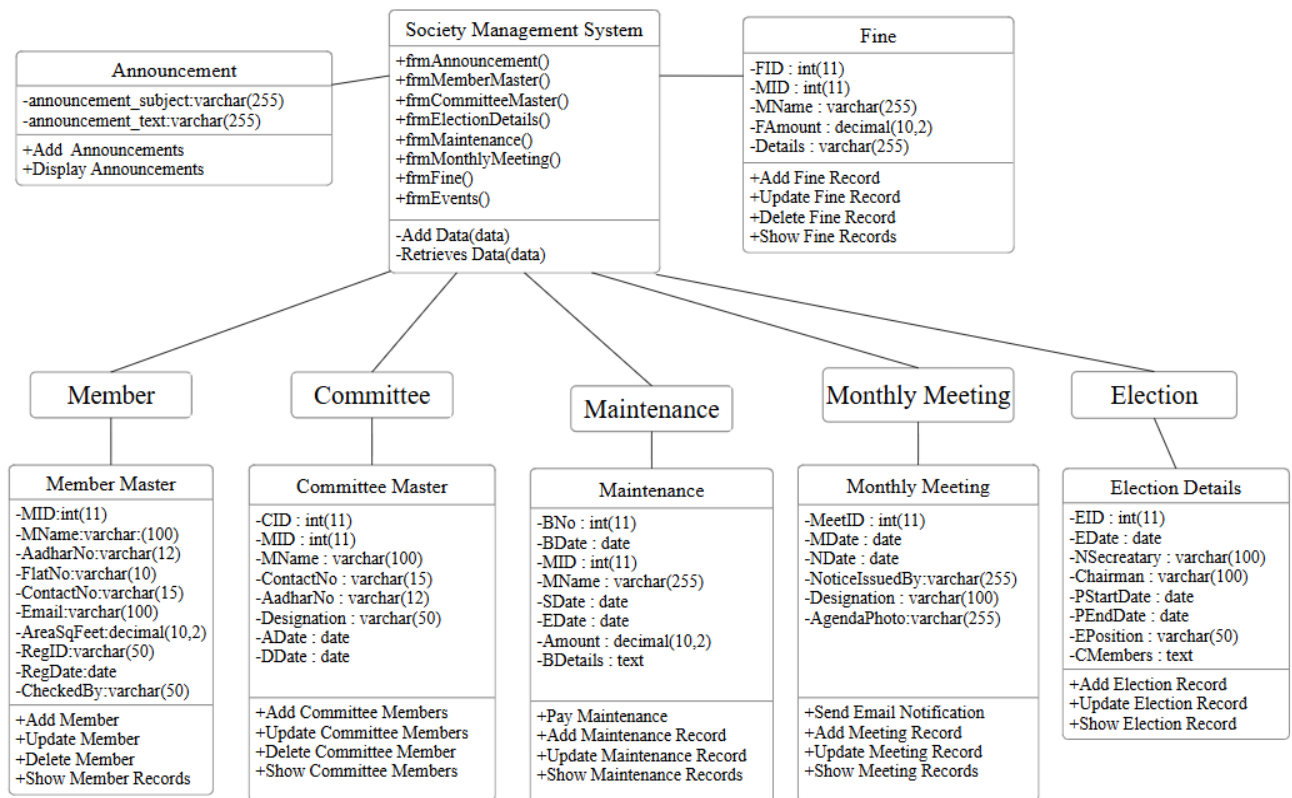 Society Management System
+frmAnnouncement()
+frmMemberMaster()
+frmCommitteeMaster()
+frmElectionDetails()
+frmMaintenance()
+frmMonthlyMeeting()
+frmFine()
+frmEvents()
-Add Data(data)
-Retrieves Data(data)
Announcement
-announcement_subject:varchar(255)
-announcement_text:varchar(255)
+Add  Announcements
+Display Announcements
Fine
-FID : int(11)
-MID : int(11)
-MName : varchar(255)
-FAmount : decimal(10,2)
-Details : varchar(255)
+Add Fine Record
+Update Fine Record
+Delete Fine Record
+Show Fine Records
Member
Committee
Maintenance
Monthly Meeting
Election
Member Master
-MID:int(11)
-MName:varchar:(100)
-AadharNo:varchar(12)
-FlatNo:varchar(10)
-ContactNo:varchar(15)
-Email:varchar(100)
-AreaSqFeet:decimal(10,2)
-RegID:varchar(50)
-RegDate:date
-CheckedBy:varchar(50)
+Add Member
+Update Member
+Delete Member
+Show Member Records
Committee Master
-CID : int(11)
-MID : int(11)
-MName : varchar(100)
-ContactNo : varchar(15)
-AadharNo : varchar(12)
-Designation : varchar(50)
-ADate : date
-DDate : date
+Add Committee Members
+Update Committee Members
+Delete Committee Member
+Show Committee Members
Maintenance
-BNo : int(11)
-BDate : date
-MID : int(11)
-MName : varchar(255)
-SDate : date
-EDate : date
-Amount : decimal(10,2)
-BDetails : text
+Pay Maintenance
+Add Maintenance Record
+Update Maintenance Record
+Show Maintenance Records
Monthly Meeting
-MeetID : int(11)
-MDate : date
-NDate : date
-NoticeIssuedBy:varchar(255)
-Designation : varchar(100)
-AgendaPhoto:varchar(255)
+Send Email Notification
+Add Meeting Record
+Update Meeting Record
+Show Meeting Records
Election Details
-EID : int(11)
-EDate : date
-NSecreatary : varchar(100)
-Chairman : varchar(100)
-PStartDate : date
-PEndDate : date
-EPosition : varchar(50)
-CMembers : text
+Add Election Record
+Update Election Record
+Show Election Record